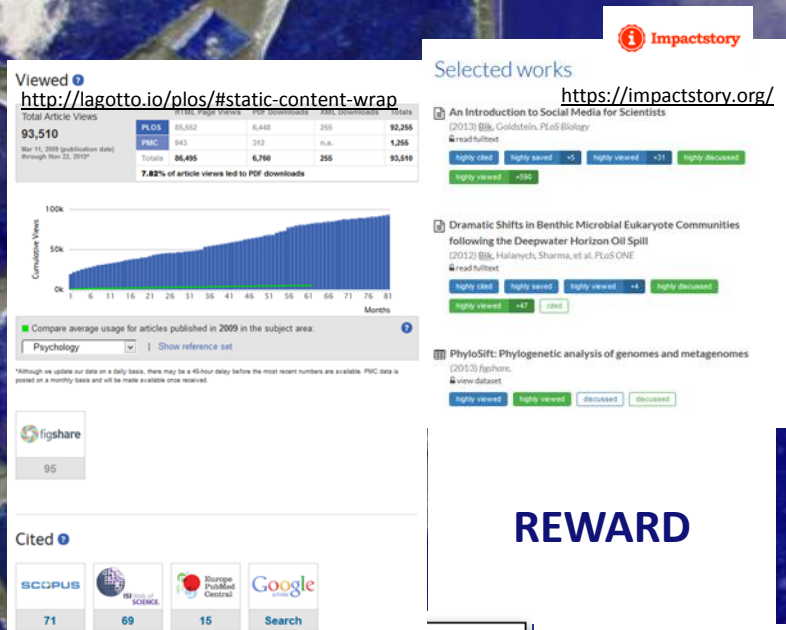 Impactstory
Viewed
http://lagotto.io/plos/#static-content-wrap
Total Article Views
93,510
Mar 11, 2009 (publication date)
through Nov 22, 2013*
HTML Page Views PDF Downloads XML Downloads Totals
PLOS 85,552 6,448 255 92,255
PMC 943 312 n.a. 1,255
Totals 86,495 6,760 255 93,510
7.82% of article views led to PDF downloads
Cumulative Views
100k
50k
0k
1 6 11 16 21 26 31 36 41 46 51 56 61 66 71 76 81
Months
Compare average usage for articles published in 2009 in the subject area:
Psychology | Show reference set
*Although we update our data on a daily basis, there may be a 48-hour delay before the most recent numbers are available. PMC data is
posted on a monthly basis and will be made available once received.
figshare
95
Cited
SCOPUS
71
ISI Web of
SCIENCE
69
Europe
PubMed
Central
15
Google
scholar
Search
Selected works
https://impactstory.org/
An Introduction to Social Media for Scientists
(2013) Bik, Goldstein. PLoS Biology
read fulltext
highly cited highly saved +5 highly viewed +31 highly discussed
highly viewed +590
Dramatic Shifts in Benthic Microbial Eukaryote Communities
following the Deepwater Horizon Oil Spill
(2012) Bik, Halanych, Sharma, et al. PLoS ONE
read fulltext
highly cited highly saved highly viewed +4 highly discussed
highly viewed +47 cited
PhyloSift: Phylogenetic analysis of genomes and metagenomes
(2013) figshare.
view dataset
highly viewed highly viewed discussed discussed
REWARD